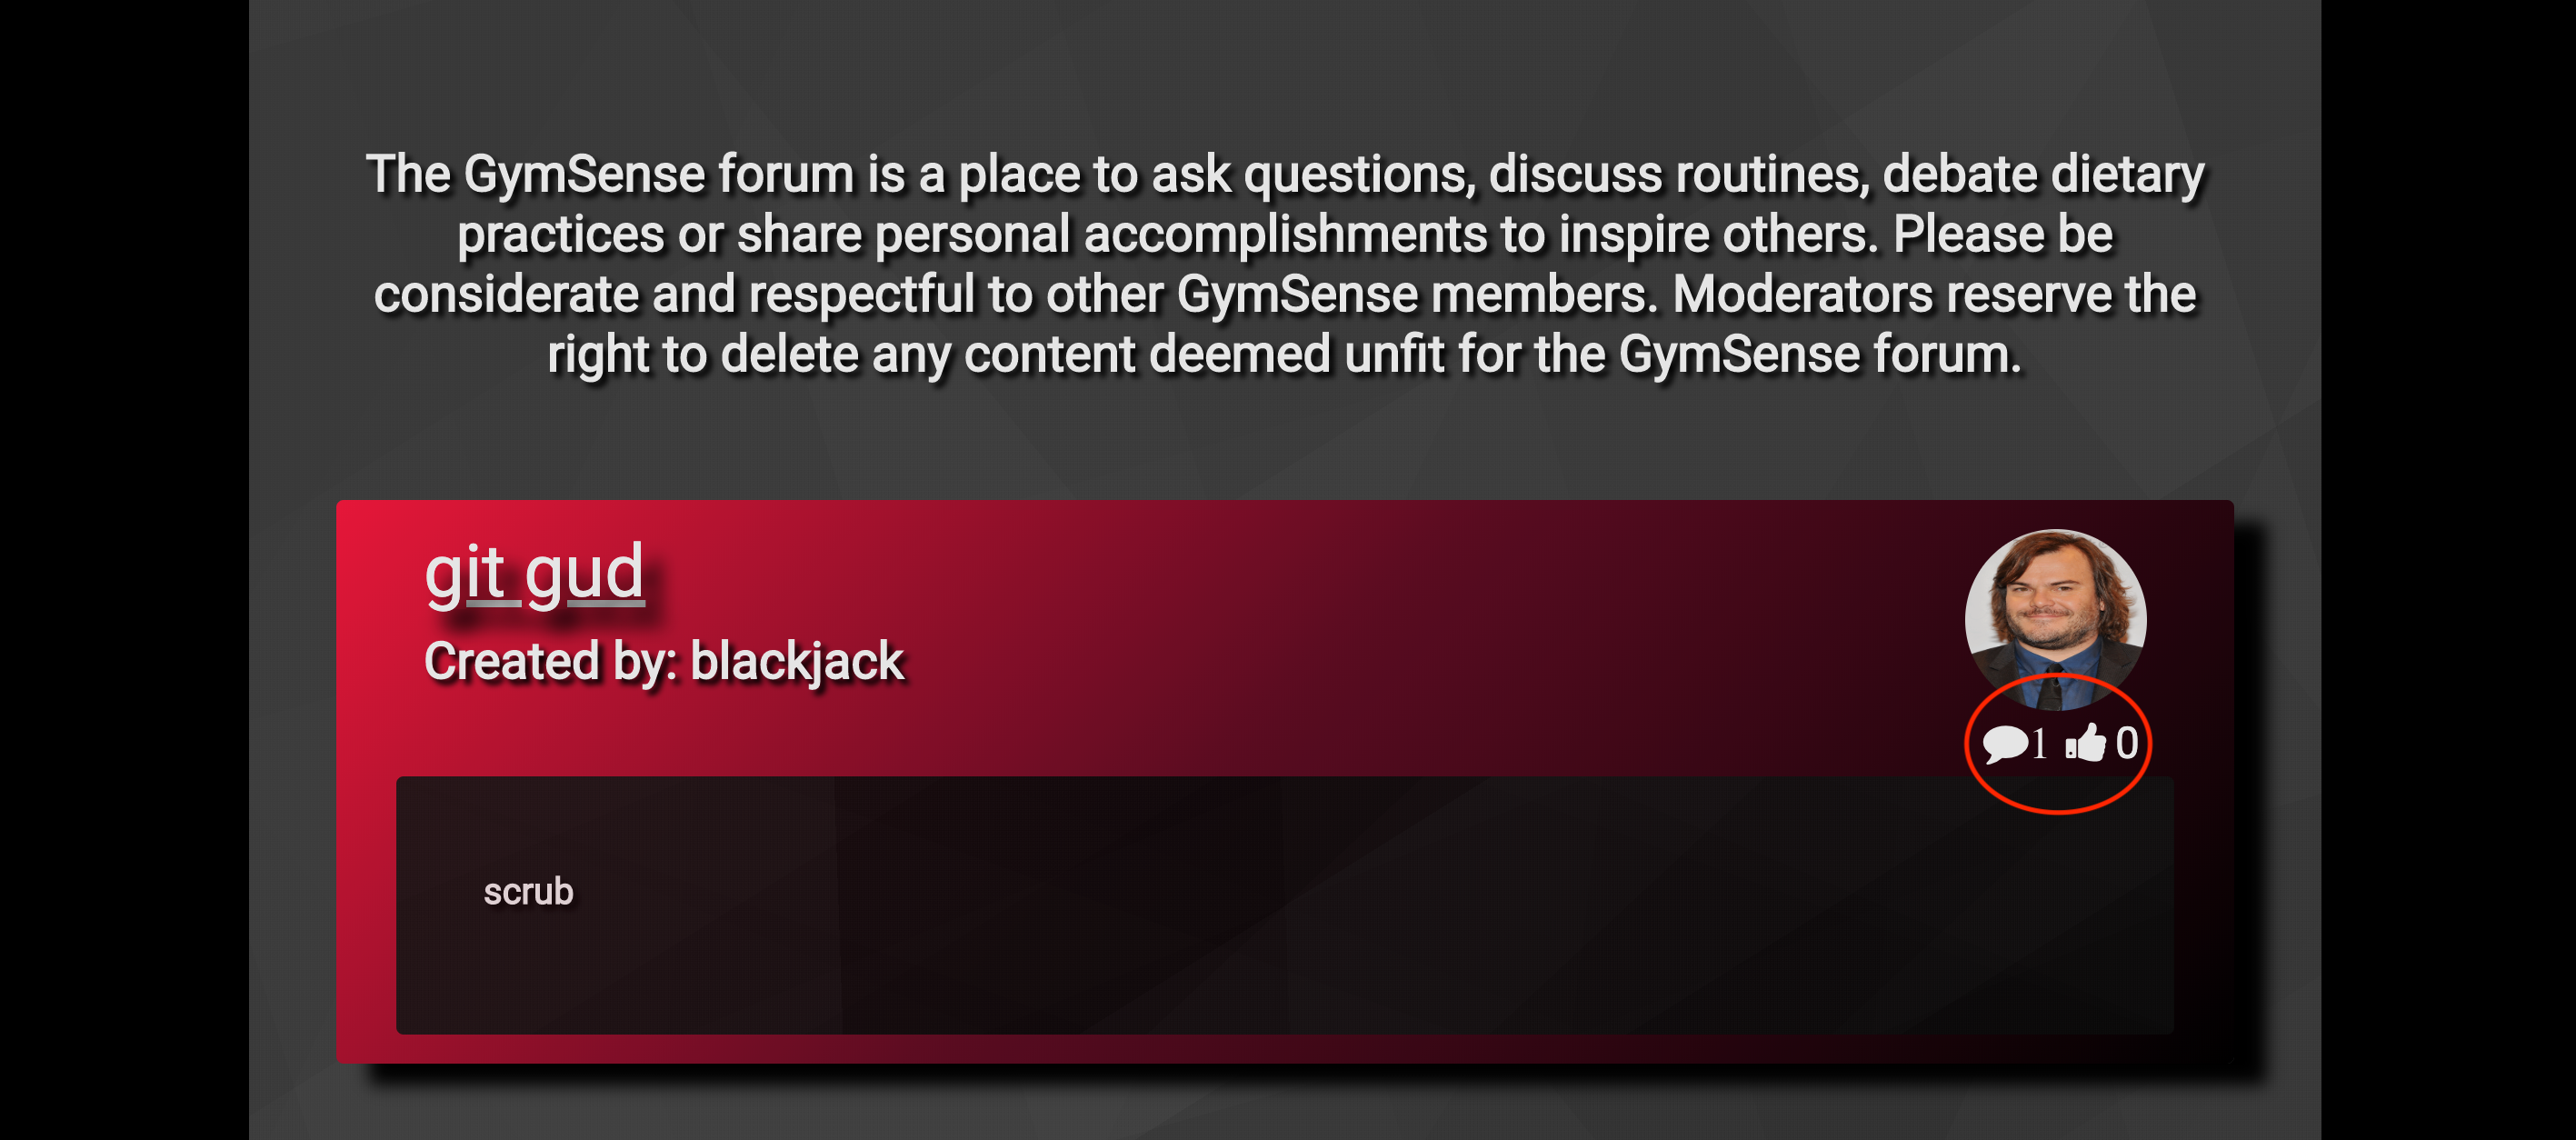 The GymSense forum is a place to ask questions, discuss routines, debate dietary
practices or share personal accomplishments to inspire others. Please be
considerate and respectful to other GymSense members. Moderators reserve the
right to delete any content deemed unfit for the GymSense forum.
git gud
Created by: blackjack
1 0
scrub